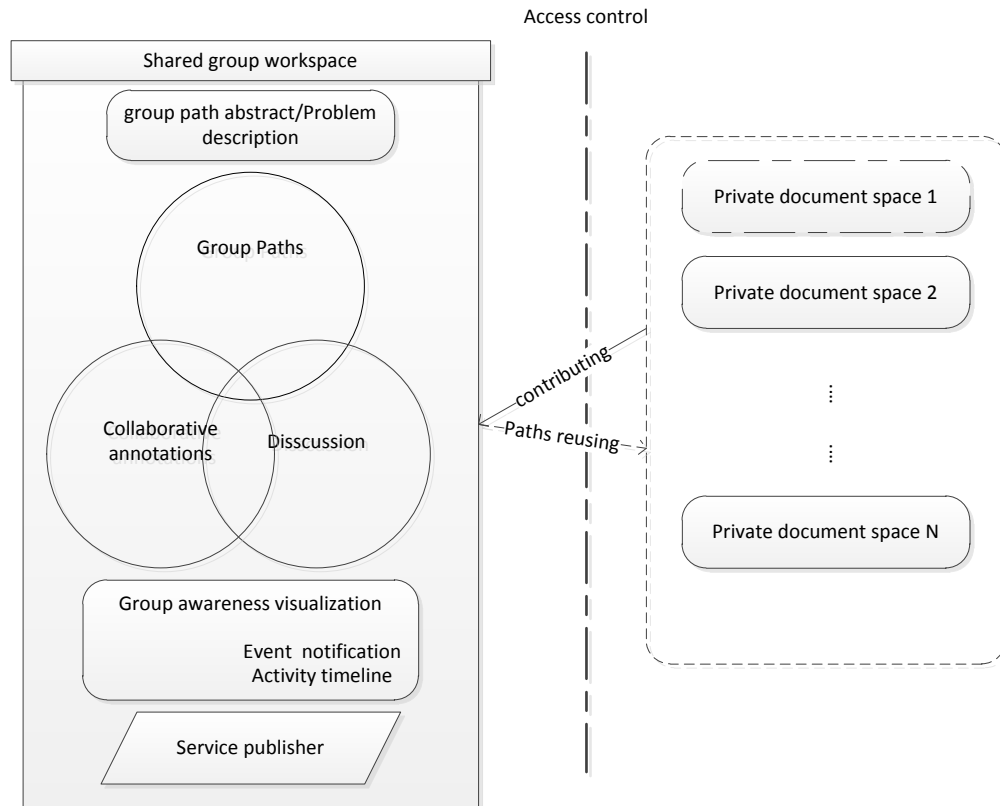 Access control
Shared group workspace
group path abstract/Problem
description
Group Paths
Collaborative
annotations
Disscussion
Group awareness visualization
Event notification
Activity timeline
Service publisher
contributing
Paths reusing
Private document space 1
Private document space 2
Private document space N